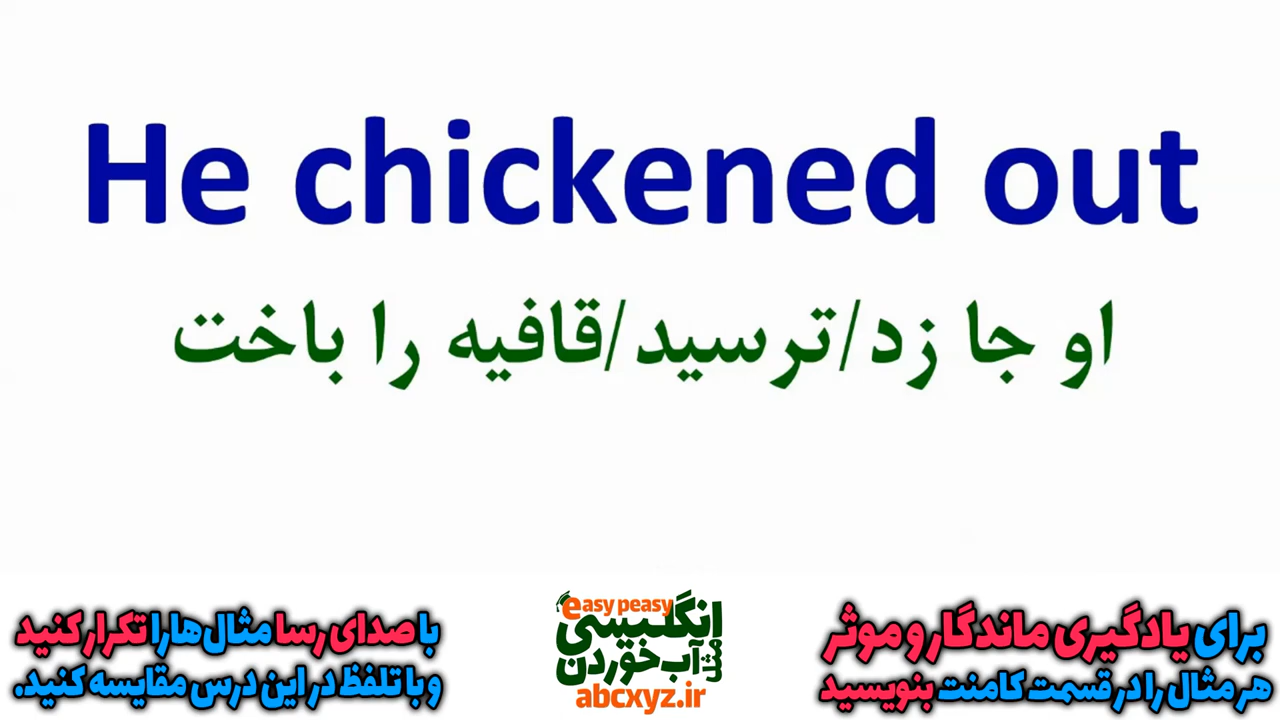 He chickened out
او جا زد/ترسید/قافیه را باخت
برای یادگیری ماندگار و موثر
هر مثال را در قسمت کامنت بنویسید
easy peasy
انگلیسی
مثل آب خوردن
abcxyz.ir
با صدای رسا مثال‌ها را تکرار کنید
و با تلفظ در این درس مقایسه کنید.